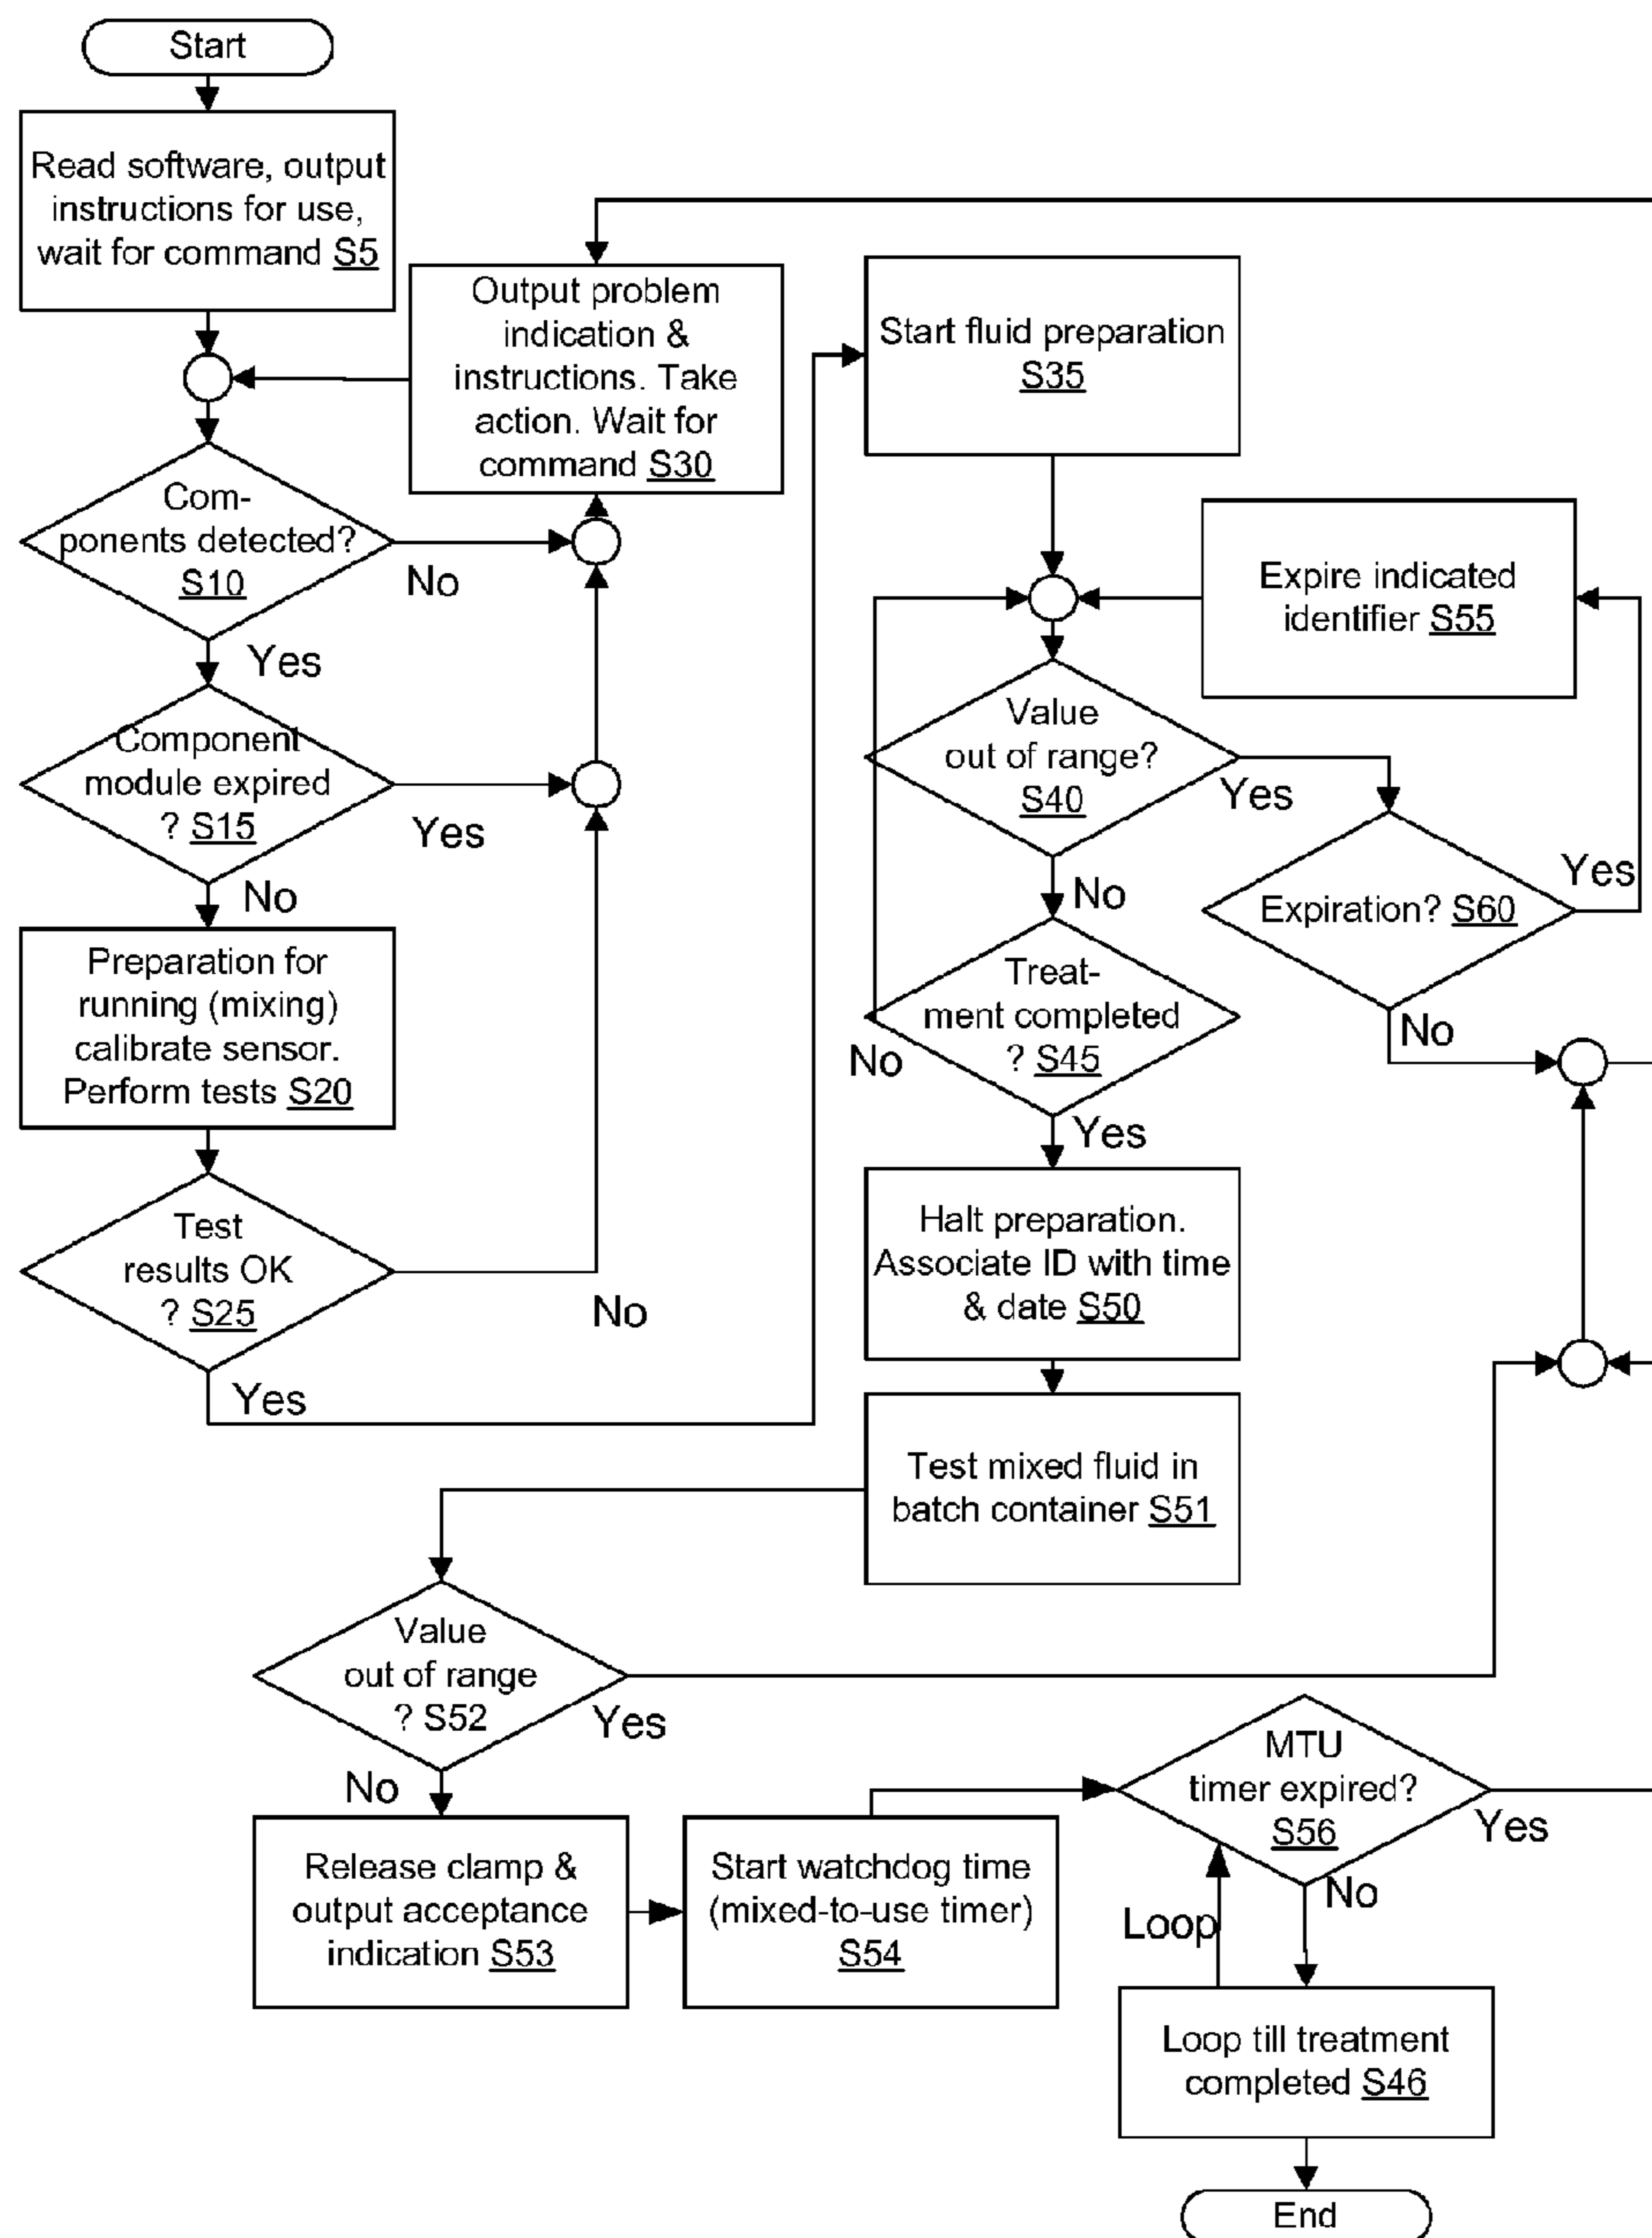 Start
Read software, output
instructions for use,
wait for command S5
Output problem
indication &
instructions. Take
action. Wait for
command S30
Com-
ponents detected?
S10
No
Yes
Component
module expired
? S15
Yes
No
Preparation for
running (mixing)
calibrate sensor.
Perform tests S20
Test
results OK
? S25
No
Yes
Start fluid preparation
S35
Expire indicated
identifier S55
Value
out of range?
S40
Yes
No
Expiration? S60
Yes
No
Treat-
ment completed
? S45
No
Yes
Halt preparation.
Associate ID with time
& date S50
Test mixed fluid in
batch container S51
Value
out of range
? S52
Yes
No
Release clamp &
output acceptance
indication S53
Start watchdog time
(mixed-to-use timer)
S54
MTU
timer expired?
S56
Yes
No
Loop
Loop till treatment
completed S46
End